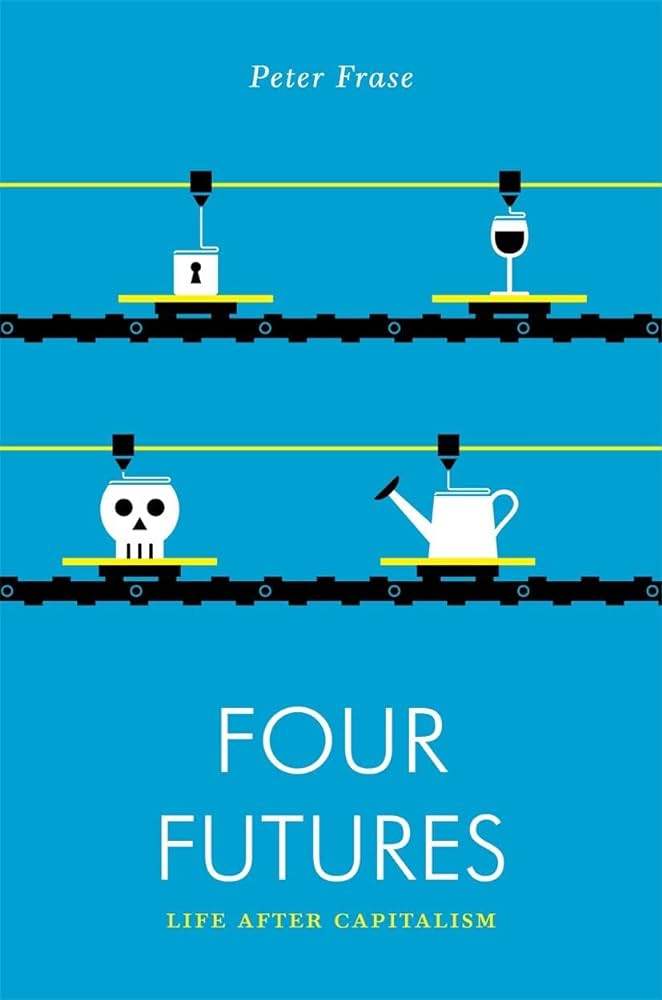 Peter Frase
FOUR
FUTURES
LIFE AFTER CAPITALISM